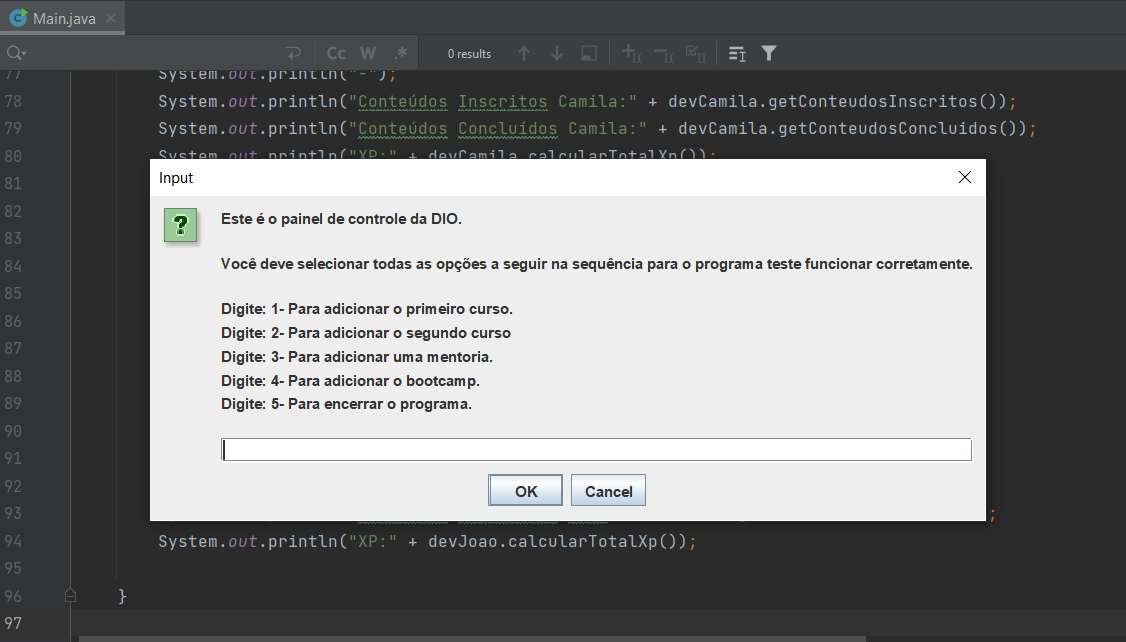 Main.java
Cc W .* 0 results
77 System.out.println("-");
78 System.out.println("Conteúdos Inscritos Camila:" + devCamila.getConteudosInscritos());
79 System.out.println("Conteúdos Concluídos Camila:" + devCamila.getConteudosConcluidos());
80 System.out.println("XP:" + devCamila.calcularTotalXp());
81
82
83
84
85
86
87
88
89
90
91
92
93 ;
94 System.out.println("XP:" + devJoao.calcularTotalXp());
95
96 }
97
Input
?
Este é o painel de controle da DIO.
Você deve selecionar todas as opções a seguir na sequência para o programa teste funcionar corretamente.
Digite: 1- Para adicionar o primeiro curso.
Digite: 2- Para adicionar o segundo curso
Digite: 3- Para adicionar uma mentoria.
Digite: 4- Para adicionar o bootcamp.
Digite: 5- Para encerrar o programa.
OK Cancel